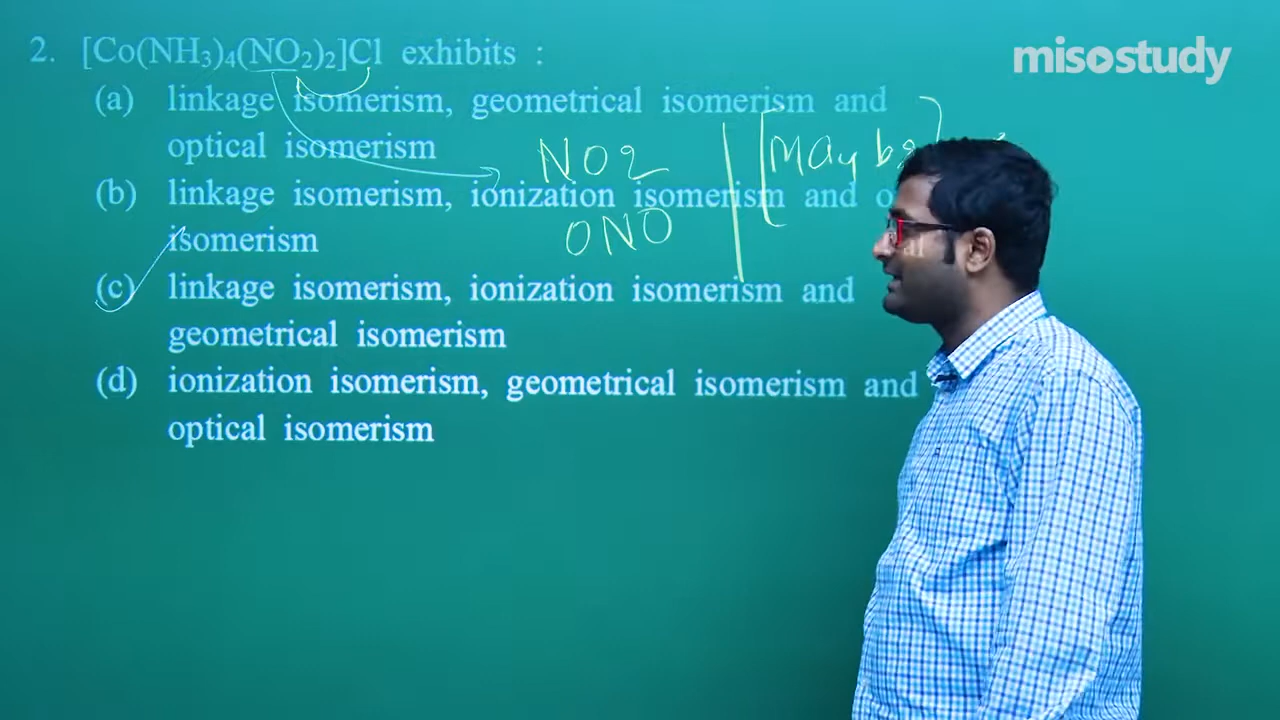 misostudy
2. [Co(NH3)4(NO2)2]Cl exhibits :
(a) linkage isomerism, geometrical isomerism and
optical isomerism
NO2
[May be]
(b) linkage isomerism, ionization isomerism and
isomerism
ONO
(c) linkage isomerism, ionization isomerism and
geometrical isomerism
(d) ionization isomerism, geometrical isomerism and
optical isomerism